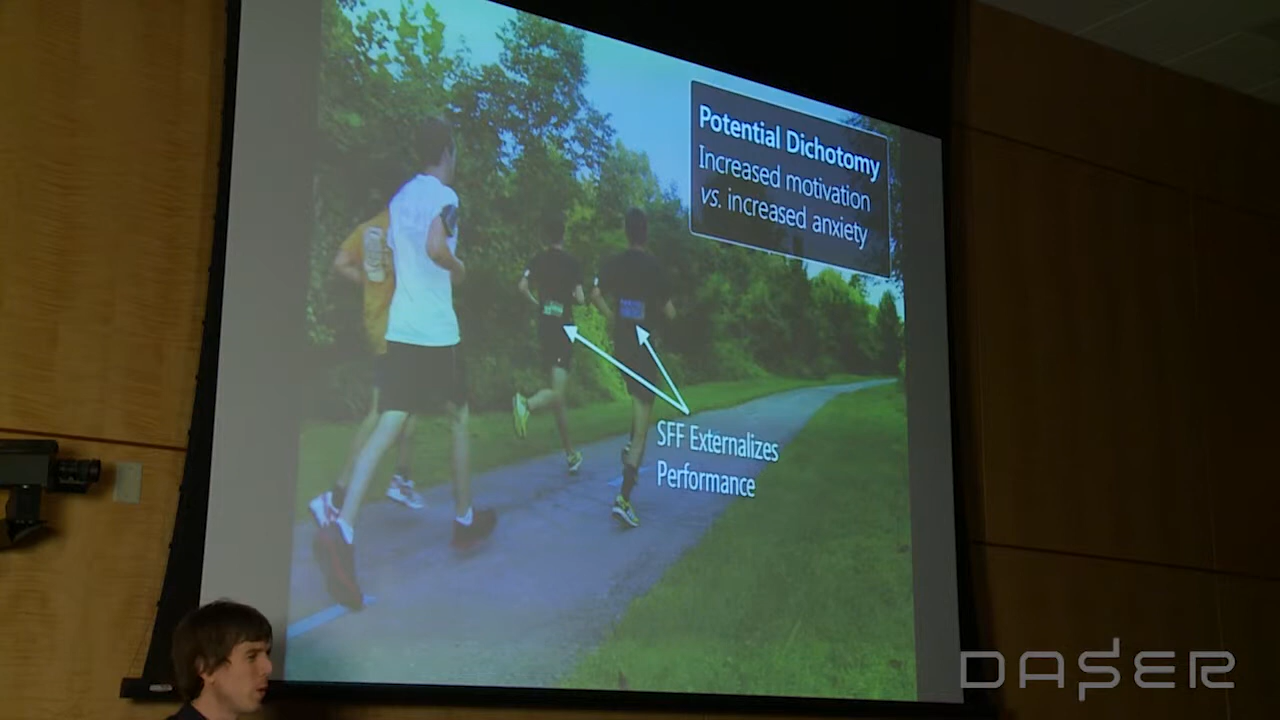 Potential Dichotomy
Increased motivation
vs. increased anxiety
SFF Externalizes
Performance
DASER